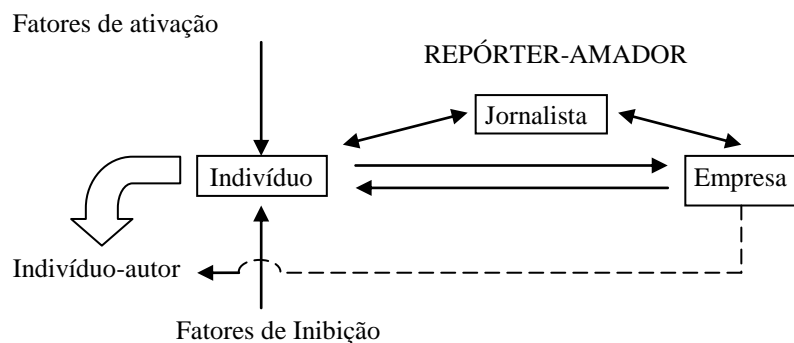 Fatores de ativação
REPÓRTER-AMADOR
Jornalista
Indivíduo
Empresa
Indivíduo-autor
Fatores de Inibição